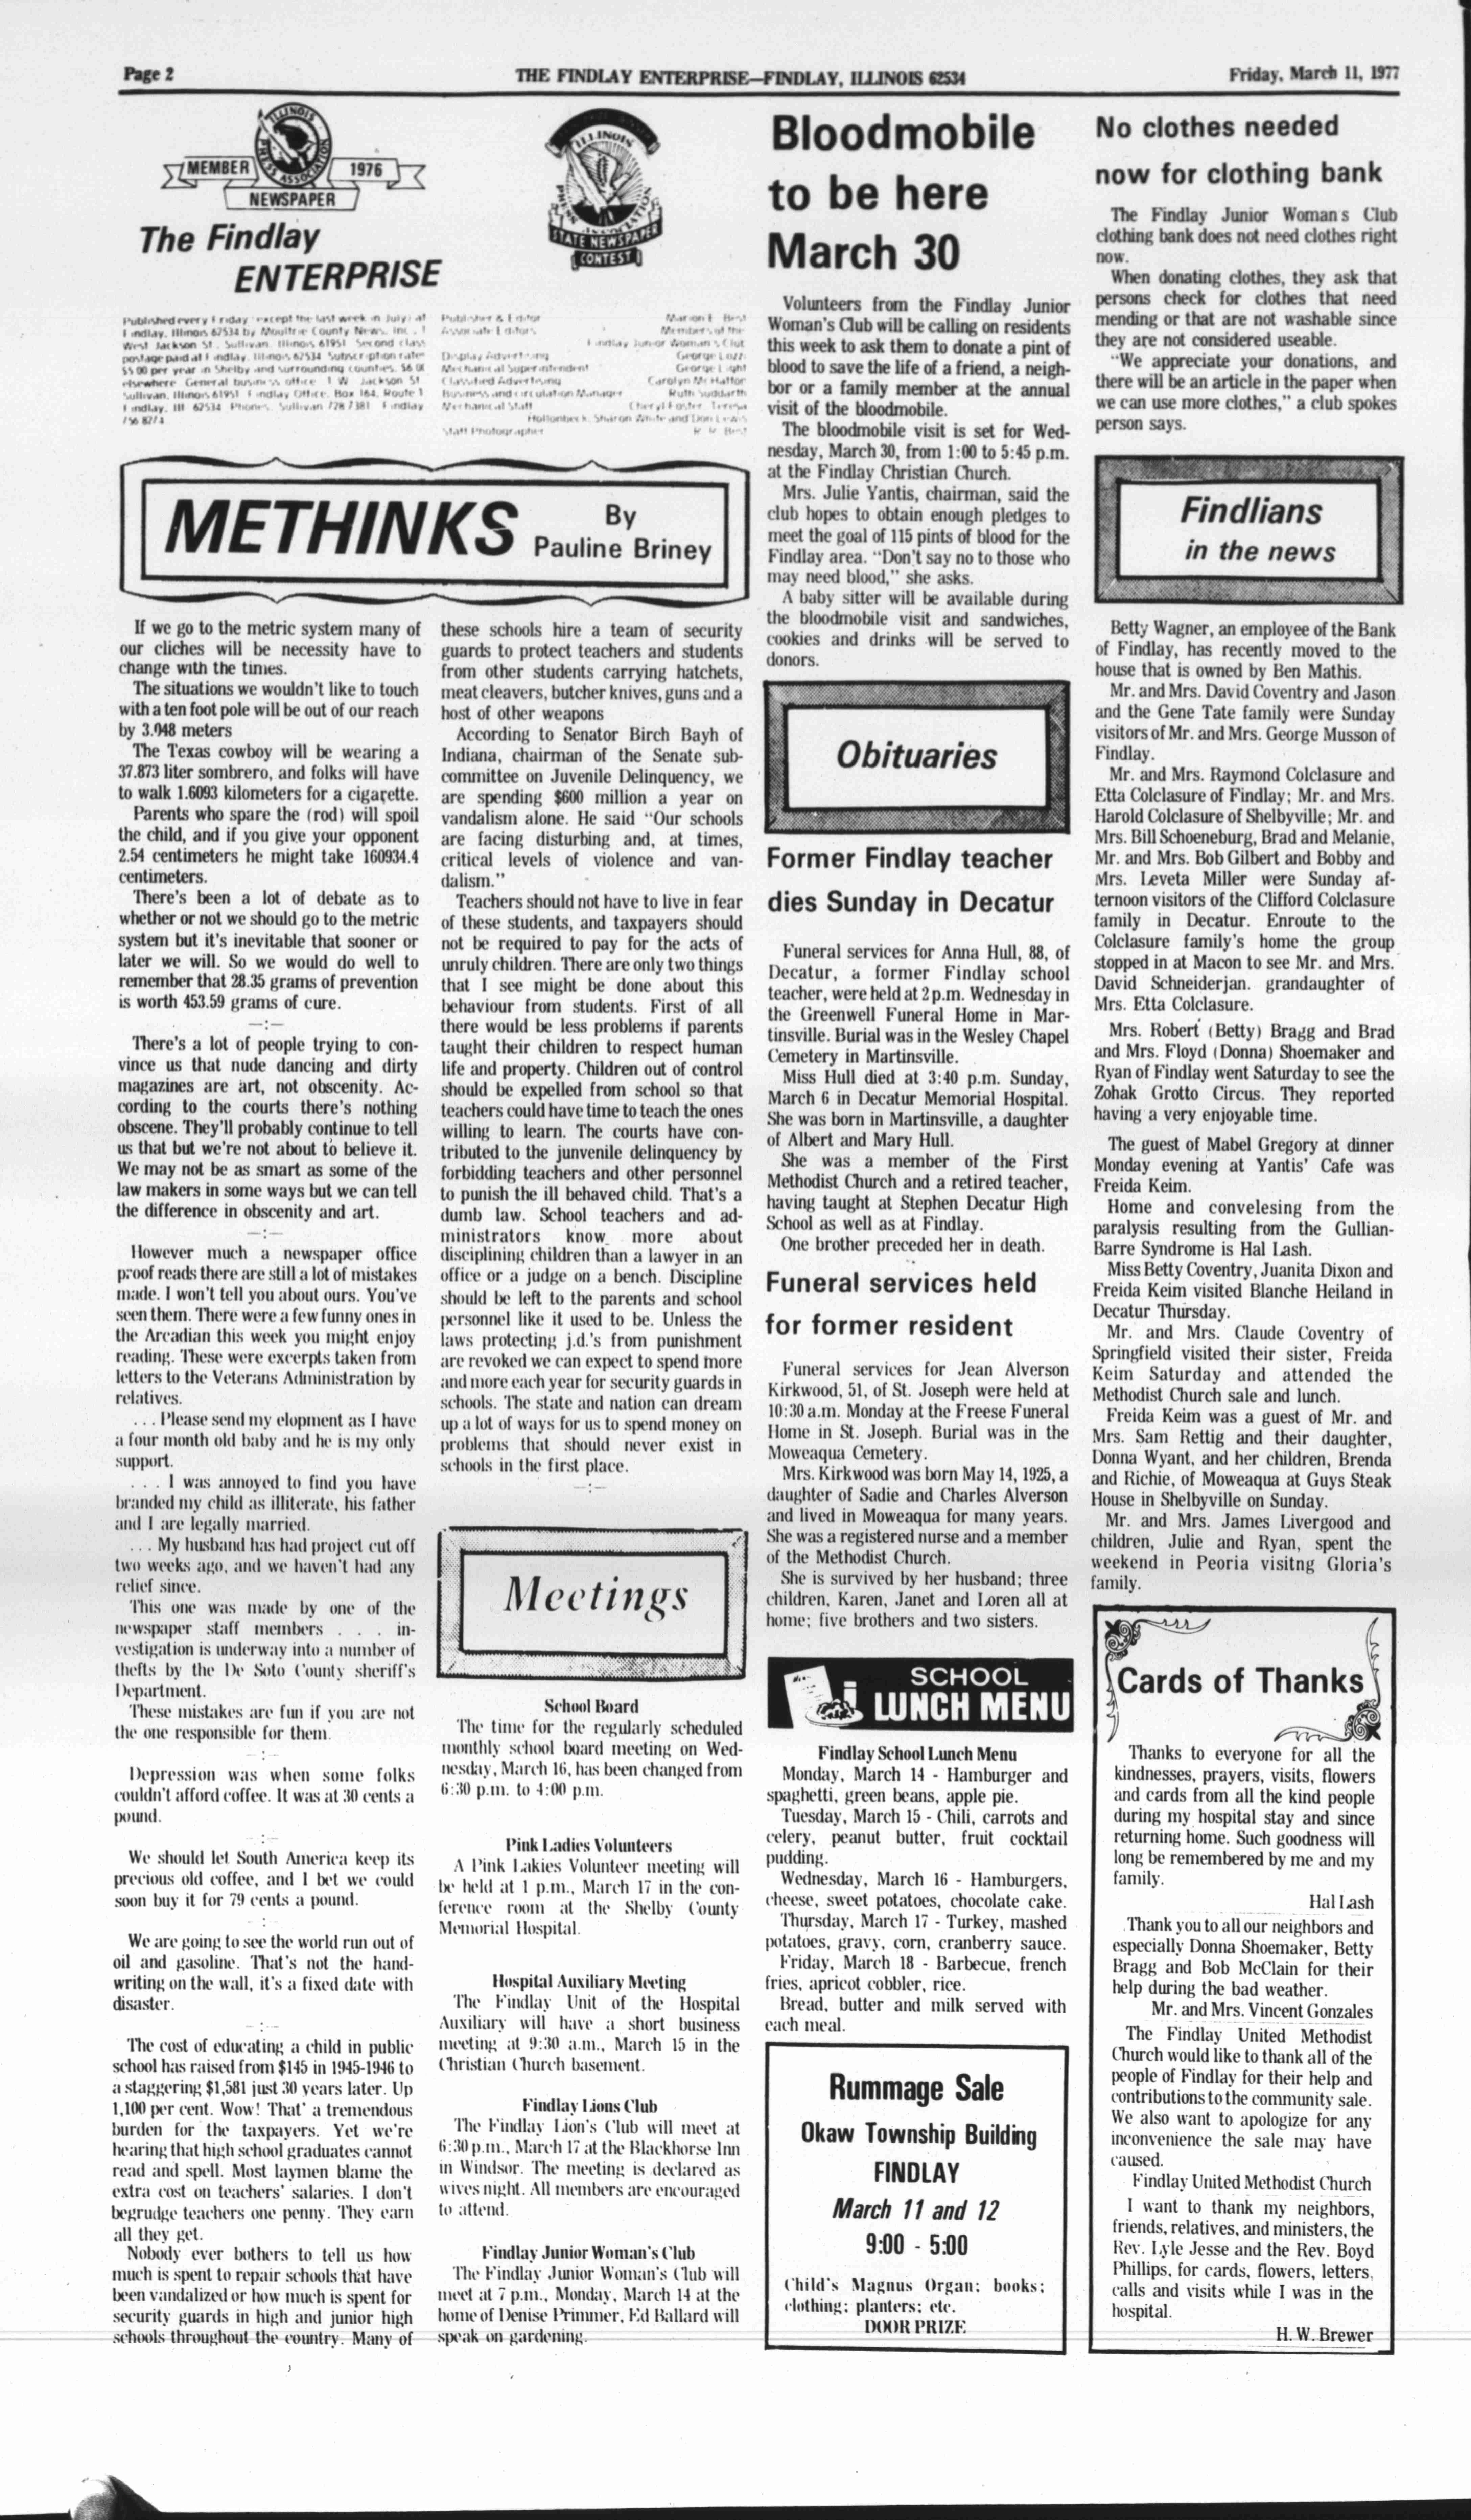 Page 2
THE FINDLAY ENTERPRISE—FINDLAY, ILLINOIS 62534
Friday, March 11, 1977
ILLINOIS
PRESS ASSOCIATION
MEMBER
1976
NEWSPAPER
The Findlay
ENTERPRISE
ILLINOIS
PRESS ASSOCIATION
STATE NEWSPAPER
CONTEST
Published every Friday (except the last week in July) at
Findlay, Illinois 62534 by Moultrie County News, Inc., 1
West Jackson St., Sullivan, Illinois 61951. Second class
postage paid at Findlay, Illinois 62534. Subscription rates
$5.00 per year in Shelby and surrounding counties, $6.00
elsewhere. General business office 1 W. Jackson St.
Sullivan, Illinois 61951 Findlay Office, Box 164, Route 1
Findlay, Ill. 62534 Phones, Sullivan 728 7381 Findlay
756 8274
Publisher & Editor Marion E. Best
Associate Editors Members of the
Findlay Junior Woman's Club
Display Advertising George Lozz
Mechanical Superintendent George Light
Classified Advertising Carolyn McHaffor
Business and circulation Manager Ruth Suddarth
Mechanical Staff Cheryl Foster, Teresa
Hollonbeck, Sharon White and Don Lewis
Staff Photographer R. R. Best
METHINKS
By
Pauline Briney
If we go to the metric system many of
our cliches will be necessity have to
change with the times.
The situations we wouldn't like to touch
with a ten foot pole will be out of our reach
by 3.048 meters
The Texas cowboy will be wearing a
37.873 liter sombrero, and folks will have
to walk 1.6093 kilometers for a cigarette.
Parents who spare the (rod) will spoil
the child, and if you give your opponent
2.54 centimeters he might take 160934.4
centimeters.
There's been a lot of debate as to
whether or not we should go to the metric
system but it's inevitable that sooner or
later we will. So we would do well to
remember that 28.35 grams of prevention
is worth 453.59 grams of cure.
—:—
There's a lot of people trying to con-
vince us that nude dancing and dirty
magazines are art, not obscenity. Ac-
cording to the courts there's nothing
obscene. They'll probably continue to tell
us that but we're not about to believe it.
We may not be as smart as some of the
law makers in some ways but we can tell
the difference in obscenity and art.
—:—
However much a newspaper office
proof reads there are still a lot of mistakes
made. I won't tell you about ours. You've
seen them. There were a few funny ones in
the Arcadian this week you might enjoy
reading. These were excerpts taken from
letters to the Veterans Administration by
relatives.
. . . Please send my elopment as I have
a four month old baby and he is my only
support.
. . . I was annoyed to find you have
branded my child as illiterate, his father
and I are legally married.
. . . My husband has had project cut off
two weeks ago, and we haven't had any
relief since.
This one was made by one of the
newspaper staff members . . . in-
vestigation is underway into a number of
thefts by the De Soto County sheriff's
Department.
These mistakes are fun if you are not
the one responsible for them.
—:—
Depression was when some folks
couldn't afford coffee. It was at 30 cents a
pound.
—:—
We should let South America keep its
precious old coffee, and I bet we could
soon buy it for 79 cents a pound.
—:—
We are going to see the world run out of
oil and gasoline. That's not the hand-
writing on the wall, it's a fixed date with
disaster.
—:—
The cost of educating a child in public
school has raised from $145 in 1945-1946 to
a staggering $1,581 just 30 years later. Up
1,100 per cent. Wow! That' a tremendous
burden for the taxpayers. Yet we're
hearing that high school graduates cannot
read and spell. Most laymen blame the
extra cost on teachers' salaries. I don't
begrudge teachers one penny. They earn
all they get.
Nobody ever bothers to tell us how
much is spent to repair schools that have
been vandalized or how much is spent for
security guards in high and junior high
schools throughout the country. Many of
these schools hire a team of security
guards to protect teachers and students
from other students carrying hatchets,
meat cleavers, butcher knives, guns and a
host of other weapons
According to Senator Birch Bayh of
Indiana, chairman of the Senate sub-
committee on Juvenile Delinquency, we
are spending $600 million a year on
vandalism alone. He said "Our schools
are facing disturbing and, at times,
critical levels of violence and van-
dalism."
Teachers should not have to live in fear
of these students, and taxpayers should
not be required to pay for the acts of
unruly children. There are only two things
that I see might be done about this
behaviour from students. First of all
there would be less problems if parents
taught their children to respect human
life and property. Children out of control
should be expelled from school so that
teachers could have time to teach the ones
willing to learn. The courts have con-
tributed to the junvenile delinquency by
forbidding teachers and other personnel
to punish the ill behaved child. That's a
dumb law. School teachers and ad-
ministrators know more about
disciplining children than a lawyer in an
office or a judge on a bench. Discipline
should be left to the parents and school
personnel like it used to be. Unless the
laws protecting j.d.'s from punishment
are revoked we can expect to spend more
and more each year for security guards in
schools. The state and nation can dream
up a lot of ways for us to spend money on
problems that should never exist in
schools in the first place.
—:—
Meetings
School Board
The time for the regularly scheduled
monthly school board meeting on Wed-
nesday, March 16, has been changed from
6:30 p.m. to 4:00 p.m.
Pink Ladies Volunteers
A Pink Lakies Volunteer meeting will
be held at 1 p.m., March 17 in the con-
ference room at the Shelby County
Memorial Hospital.
Hospital Auxiliary Meeting
The Findlay Unit of the Hospital
Auxiliary will have a short business
meeting at 9:30 a.m., March 15 in the
Christian Church basement.
Findlay Lions Club
The Findlay Lion's Club will meet at
6:30 p.m., March 17 at the Blackhorse Inn
in Windsor. The meeting is declared as
wives night. All members are encouraged
to attend.
Findlay Junior Woman's Club
The Findlay Junior Woman's Club will
meet at 7 p.m., Monday, March 14 at the
home of Denise Primmer, Ed Ballard will
speak on gardening.
Bloodmobile
to be here
March 30
Volunteers from the Findlay Junior
Woman's Club will be calling on residents
this week to ask them to donate a pint of
blood to save the life of a friend, a neigh-
bor or a family member at the annual
visit of the bloodmobile.
The bloodmobile visit is set for Wed-
nesday, March 30, from 1:00 to 5:45 p.m.
at the Findlay Christian Church.
Mrs. Julie Yantis, chairman, said the
club hopes to obtain enough pledges to
meet the goal of 115 pints of blood for the
Findlay area. "Don't say no to those who
may need blood," she asks.
A baby sitter will be available during
the bloodmobile visit and sandwiches,
cookies and drinks will be served to
donors.
Obituaries
Former Findlay teacher
dies Sunday in Decatur
Funeral services for Anna Hull, 88, of
Decatur, a former Findlay school
teacher, were held at 2 p.m. Wednesday in
the Greenwell Funeral Home in Mar-
tinsville. Burial was in the Wesley Chapel
Cemetery in Martinsville.
Miss Hull died at 3:40 p.m. Sunday,
March 6 in Decatur Memorial Hospital.
She was born in Martinsville, a daughter
of Albert and Mary Hull.
She was a member of the First
Methodist Church and a retired teacher,
having taught at Stephen Decatur High
School as well as at Findlay.
One brother preceded her in death.
Funeral services held
for former resident
Funeral services for Jean Alverson
Kirkwood, 51, of St. Joseph were held at
10:30 a.m. Monday at the Freese Funeral
Home in St. Joseph. Burial was in the
Moweaqua Cemetery.
Mrs. Kirkwood was born May 14, 1925, a
daughter of Sadie and Charles Alverson
and lived in Moweaqua for many years.
She was a registered nurse and a member
of the Methodist Church.
She is survived by her husband; three
children, Karen, Janet and Loren all at
home; five brothers and two sisters.
SCHOOL
LUNCH MENU
Findlay School Lunch Menu
Monday, March 14 - Hamburger and
spaghetti, green beans, apple pie.
Tuesday, March 15 - Chili, carrots and
celery, peanut butter, fruit cocktail
pudding.
Wednesday, March 16 - Hamburgers,
cheese, sweet potatoes, chocolate cake.
Thursday, March 17 - Turkey, mashed
potatoes, gravy, corn, cranberry sauce.
Friday, March 18 - Barbecue, french
fries, apricot cobbler, rice.
Bread, butter and milk served with
each meal.
Rummage Sale
Okaw Township Building
FINDLAY
March 11 and 12
9:00 - 5:00
Child's Magnus Organ; books;
clothing; planters; etc.
DOOR PRIZE
No clothes needed
now for clothing bank
The Findlay Junior Womans Club
clothing bank does not need clothes right
now.
When donating clothes, they ask that
persons check for clothes that need
mending or that are not washable since
they are not considered useable.
"We appreciate your donations, and
there will be an article in the paper when
we can use more clothes," a club spokes
person says.
Findlians
in the news
Betty Wagner, an employee of the Bank
of Findlay, has recently moved to the
house that is owned by Ben Mathis.
Mr. and Mrs. David Coventry and Jason
and the Gene Tate family were Sunday
visitors of Mr. and Mrs. George Musson of
Findlay.
Mr. and Mrs. Raymond Colclasure and
Etta Colclasure of Findlay; Mr. and Mrs.
Harold Colclasure of Shelbyville; Mr. and
Mrs. Bill Schoeneburg, Brad and Melanie,
Mr. and Mrs. Bob Gilbert and Bobby and
Mrs. Leveta Miller were Sunday af-
ternoon visitors of the Clifford Colclasure
family in Decatur. Enroute to the
Colclasure family's home the group
stopped in at Macon to see Mr. and Mrs.
David Schneiderjan. grandaughter of
Mrs. Etta Colclasure.
Mrs. Robert (Betty) Bragg and Brad
and Mrs. Floyd (Donna) Shoemaker and
Ryan of Findlay went Saturday to see the
Zohak Grotto Circus. They reported
having a very enjoyable time.
The guest of Mabel Gregory at dinner
Monday evening at Yantis' Cafe was
Freida Keim.
Home and convelesing from the
paralysis resulting from the Gullian-
Barre Syndrome is Hal Lash.
Miss Betty Coventry, Juanita Dixon and
Freida Keim visited Blanche Heiland in
Decatur Thursday.
Mr. and Mrs. Claude Coventry of
Springfield visited their sister, Freida
Keim Saturday and attended the
Methodist Church sale and lunch.
Freida Keim was a guest of Mr. and
Mrs. Sam Rettig and their daughter,
Donna Wyant, and her children, Brenda
and Richie, of Moweaqua at Guys Steak
House in Shelbyville on Sunday.
Mr. and Mrs. James Livergood and
children, Julie and Ryan, spent the
weekend in Peoria visitng Gloria's
family.
Cards of Thanks
Thanks to everyone for all the
kindnesses, prayers, visits, flowers
and cards from all the kind people
during my hospital stay and since
returning home. Such goodness will
long be remembered by me and my
family.
Hal Lash
Thank you to all our neighbors and
especially Donna Shoemaker, Betty
Bragg and Bob McClain for their
help during the bad weather.
Mr. and Mrs. Vincent Gonzales
The Findlay United Methodist
Church would like to thank all of the
people of Findlay for their help and
contributions to the community sale.
We also want to apologize for any
inconvenience the sale may have
caused.
Findlay United Methodist Church
I want to thank my neighbors,
friends, relatives, and ministers, the
Rev. Lyle Jesse and the Rev. Boyd
Phillips, for cards, flowers, letters,
calls and visits while I was in the
hospital.
H. W. Brewer